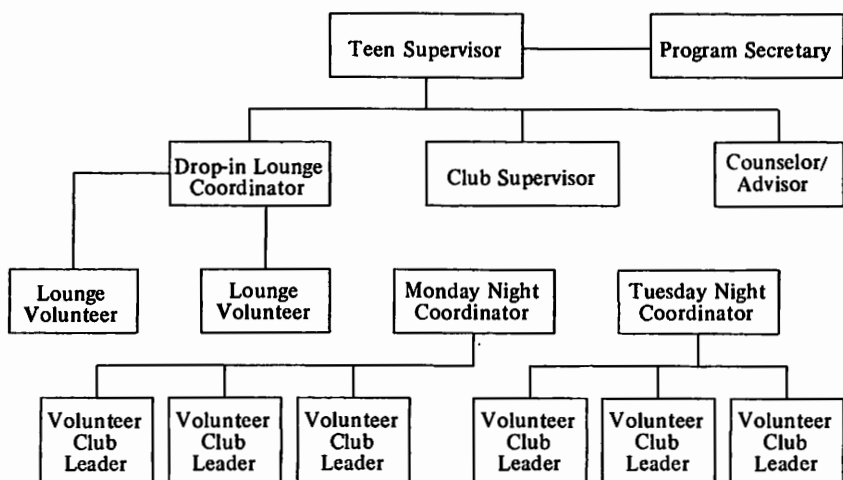 Teen Supervisor
Program Secretary
Drop-in Lounge
Coordinator
Club Supervisor
Counselor/
Advisor
Lounge
Volunteer
Lounge
Volunteer
Monday Night
Coordinator
Tuesday Night
Coordinator
Volunteer
Club
Leader
Volunteer
Club
Leader
Volunteer
Club
Leader
Volunteer
Club
Leader
Volunteer
Club
Leader
Volunteer
Club
Leader